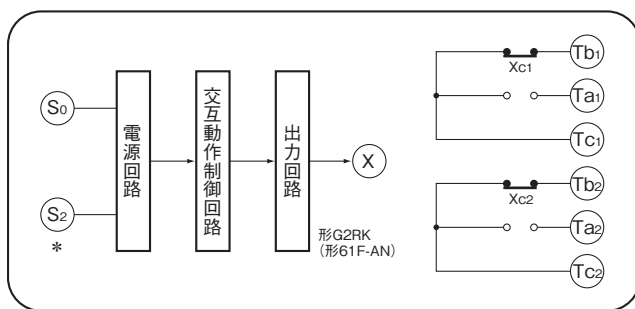 S0
S2
*
電源回路
交互動作制御回路
出力回路
X
形G2RK
(形61F-AN)
Xc1
Tb1
Ta1
Tc1
Xc2
Tb2
Ta2
Tc2